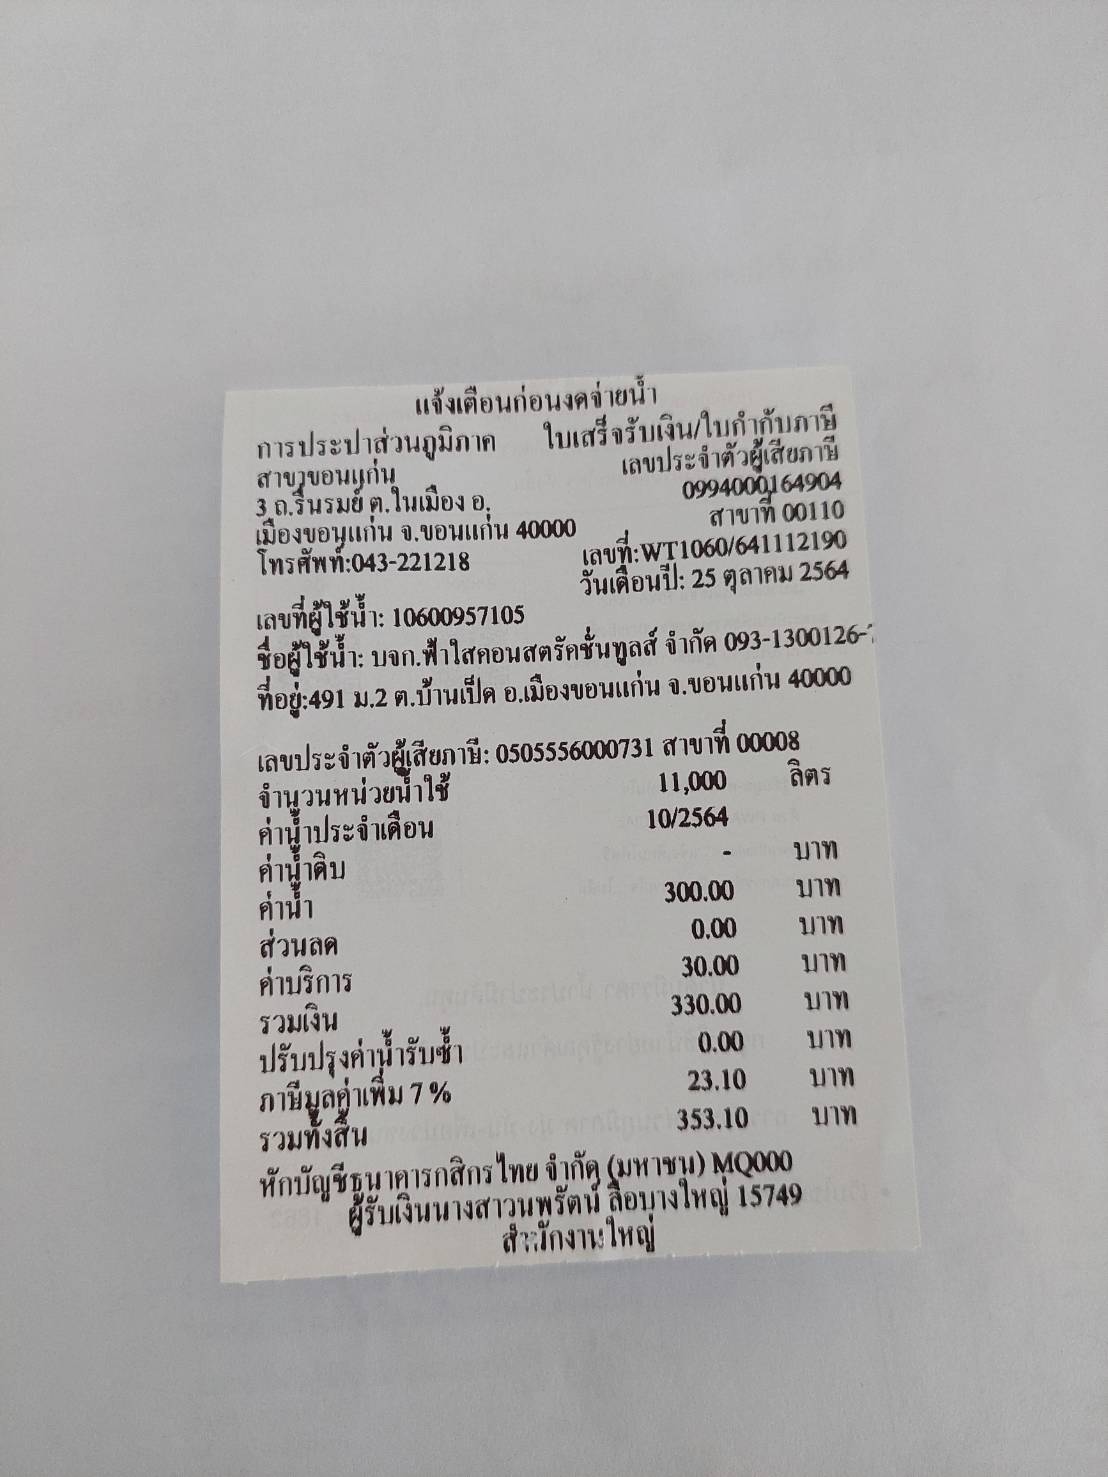 แจ้งเตือนก่อนงดจ่ายน้ำ
การประปาส่วนภูมิภาค ใบเสร็จรับเงิน/ใบกำกับภาษี
สาขาขอนแก่น เลขประจำตัวผู้เสียภาษี
3 ถ.รื่นรมย์ ต.ในเมือง อ. 0994000164904
เมืองขอนแก่น จ.ขอนแก่น 40000 สาขาที่ 00110
โทรศัพท์:043-221218 เลขที่:WT1060/641112190
วันเดือนปี: 25 ตุลาคม 2564
เลขที่ผู้ใช้น้ำ: 10600957105
ชื่อผู้ใช้น้ำ: บจก.ฟ้าใสคอนสตรัคชั่นทูลส์ จำกัด 093-1300126-
ที่อยู่:491 ม.2 ต.บ้านเป็ด อ.เมืองขอนแก่น จ.ขอนแก่น 40000
เลขประจำตัวผู้เสียภาษี: 0505556000731 สาขาที่ 00008
จำนวนหน่วยน้ำใช้ 11,000 ลิตร
ค่าน้ำประจำเดือน 10/2564
ค่าน้ำดิบ - บาท
ค่าน้ำ 300.00 บาท
ส่วนลด 0.00 บาท
ค่าบริการ 30.00 บาท
รวมเงิน 330.00 บาท
ปรับปรุงค่าน้ำรับซ้ำ 0.00 บาท
ภาษีมูลค่าเพิ่ม 7 % 23.10 บาท
รวมทั้งสิ้น 353.10 บาท
หักบัญชีธนาคารกสิกรไทย จำกัด (มหาชน) MQ000
ผู้รับเงินนางสาวนพรัตน์ ลือบางใหญ่ 15749
สำนักงานใหญ่